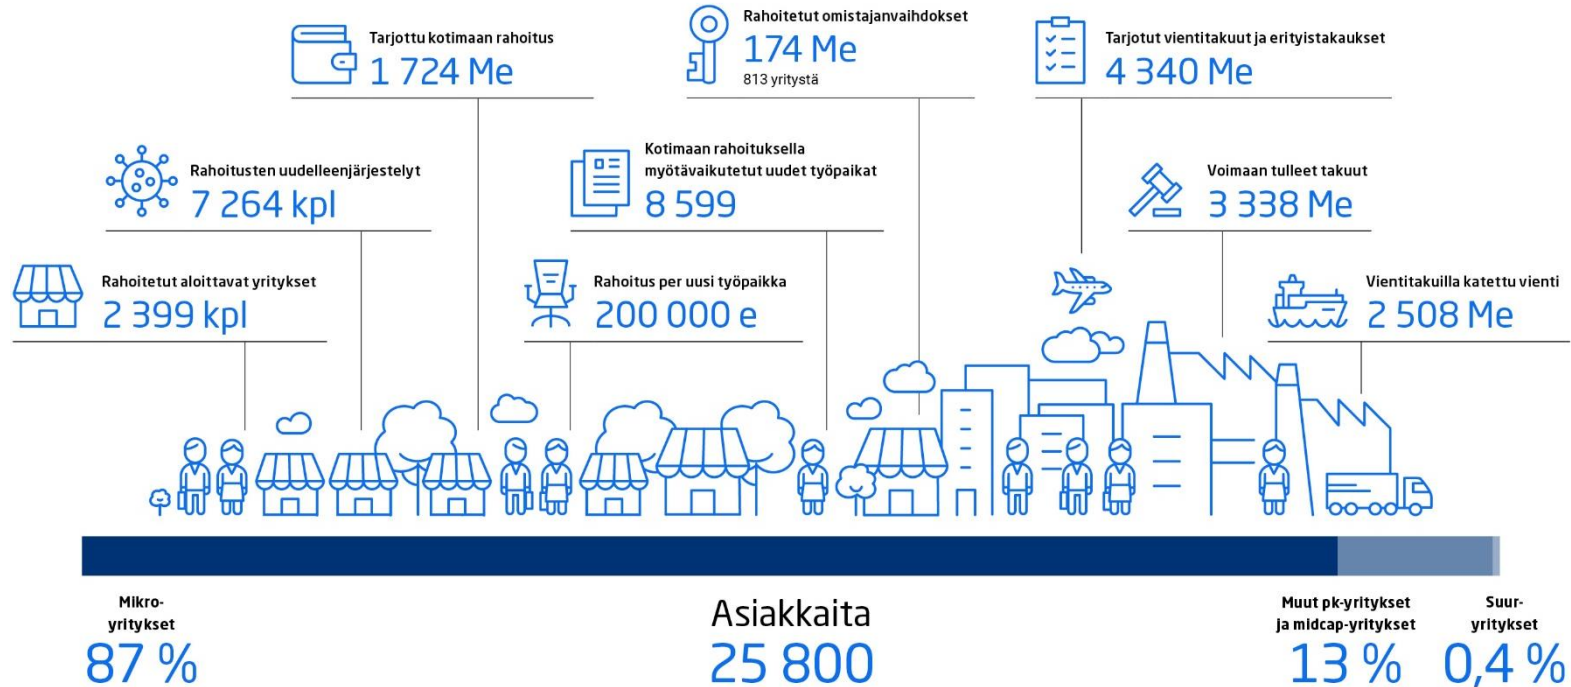 Tarjottu kotimaan rahoitus
1 724 Me
Rahoitetut omistajanvaihdokset
174 Me
813 yritystä
Tarjotut vientitakuut ja erityistakaukset
4 340 Me
Rahoitusten uudelleenjärjestelyt
7 264 kpl
Kotimaan rahoituksella
myötävaikutetut uudet työpaikat
8 599
Voimaan tulleet takuut
3 338 Me
Rahoitetut aloittavat yritykset
2 399 kpl
Rahoitus per uusi työpaikka
200 000 e
Vientitakuilla katettu vienti
2 508 Me
Mikro-
yritykset
87 %
Asiakkaita
25 800
Muut pk-yritykset
ja midcap-yritykset
13 %
Suur-
yritykset
0,4 %